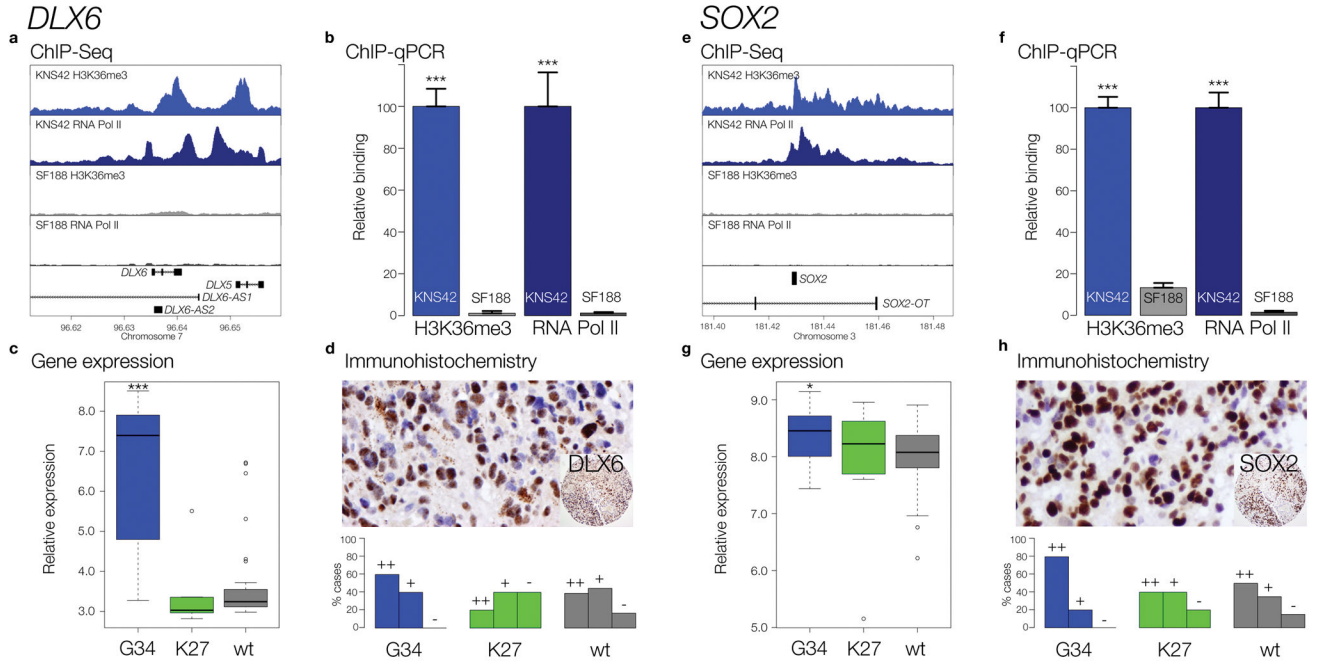 DLX6
a
ChIP-Seq
KNS42 H3K36me3
KNS42 RNA Pol II
SF188 H3K36me3
SF188 RNA Pol II
DLX6
DLX5
DLX6-AS1
DLX6-AS2
96.62 96.63 96.64 96.65
Chromosome 7
b
ChIP-qPCR
Relative binding
100
80
60
40
20
0
***
***
KNS42 SF188 KNS42 SF188
H3K36me3 RNA Pol II
c
Gene expression
Relative expression
8.0
7.0
6.0
5.0
4.0
3.0
***
G34 K27 wt
d
Immunohistochemistry
DLX6
% cases
100
80
60
40
20
0
++ + -
++ + -
++ + -
G34 K27 wt
SOX2
e
ChIP-Seq
KNS42 H3K36me3
KNS42 RNA Pol II
SF188 H3K36me3
SF188 RNA Pol II
SOX2
SOX2-OT
181.40 181.42 181.44 181.46 181.48
Chromosome 3
f
ChIP-qPCR
Relative binding
100
80
60
40
20
0
***
***
KNS42 SF188 KNS42 SF188
H3K36me3 RNA Pol II
g
Gene expression
Relative expression
9.0
8.0
7.0
6.0
5.0
*
G34 K27 wt
h
Immunohistochemistry
SOX2
% cases
100
80
60
40
20
0
++ + -
++ + -
++ + -
G34 K27 wt